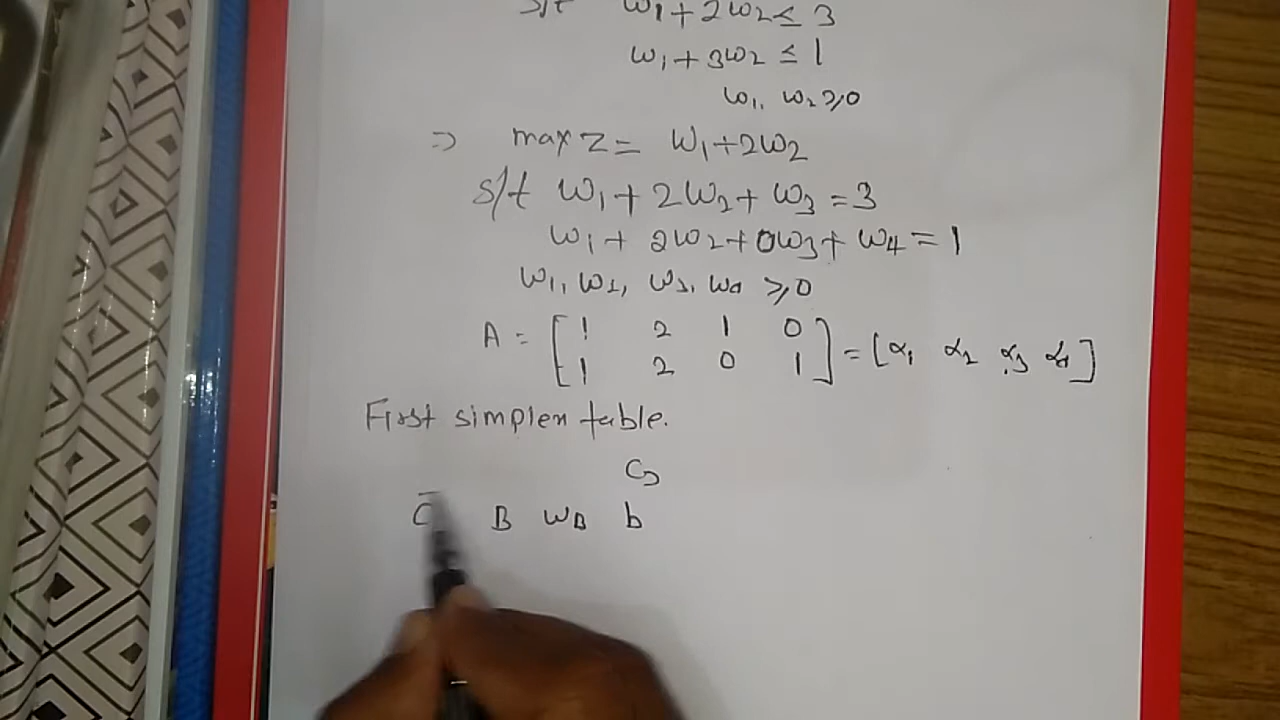 s/t w₁ + 2w₂ ≤ 3
w₁ + 3w₂ ≤ 1
w₁, w₂ ≥ 0
⇒ max Z = w₁ + 2w₂
s/t w₁ + 2w₂ + w₃ = 3
w₁ + 2w₂ + 0w₃ + w₄ = 1
w₁, w₂, w₃, w₄ ≥ 0
A = [1 2 1 0
1 2 0 1] = [α₁ α₂ α₃ α₄]
First simplex table.
Cj
C B wB b